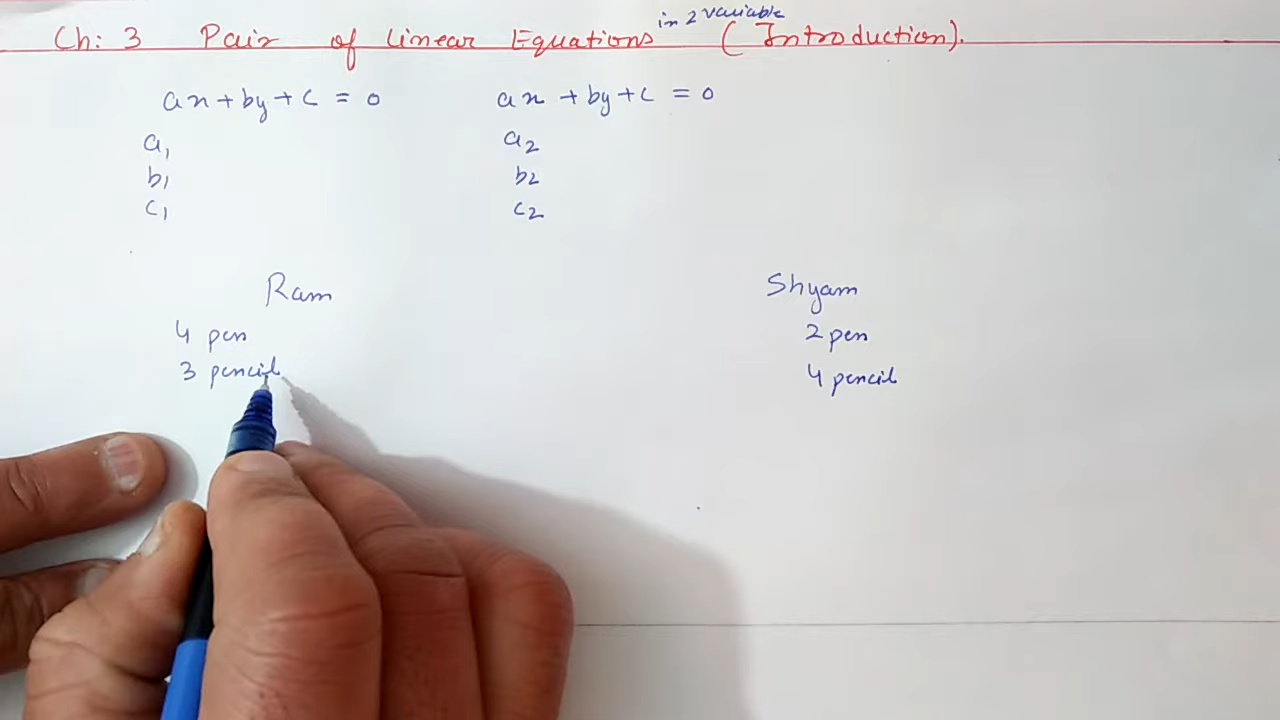 Ch: 3 Pair of linear Equations in 2 variable (Introduction).
ax + by + c = 0 ax + by + c = 0
a₁ a₂
b₁ b₂
c₁ c₂
Ram Shyam
4 pen 2 pen
3 pencil 4 pencil